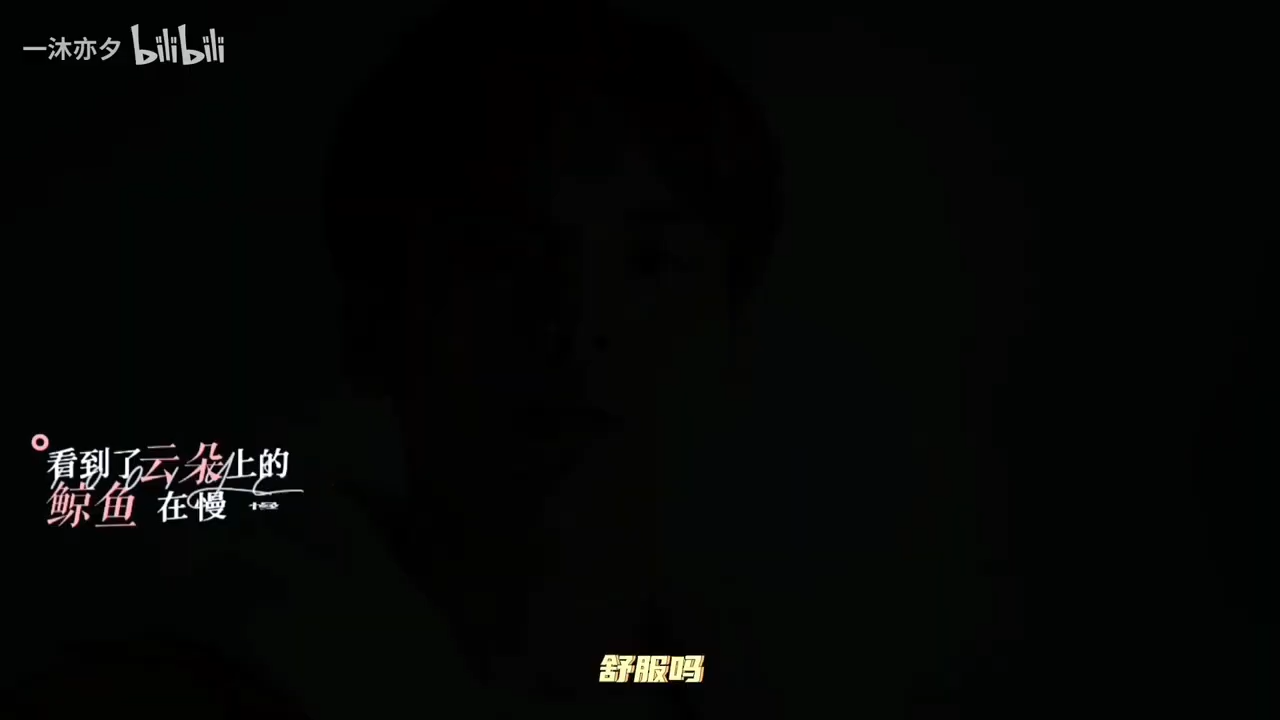 一沐亦夕 bilibili
看到了云朵上的
鲸鱼 在慢慢
舒服吗